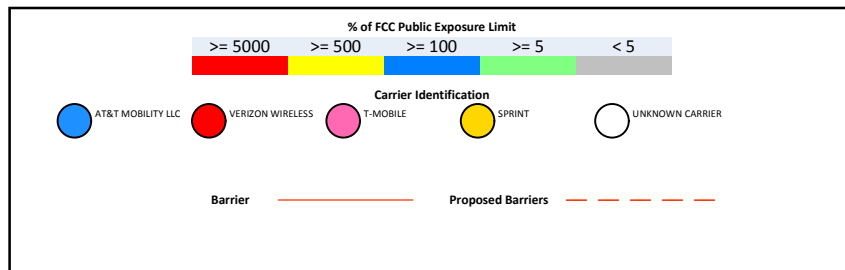 % of FCC Public Exposure Limit
>= 5000 >= 500 >= 100 >= 5 < 5
Carrier Identification
AT&T MOBILITY LLC VERIZON WIRELESS T-MOBILE SPRINT UNKNOWN CARRIER
Barrier Proposed Barriers